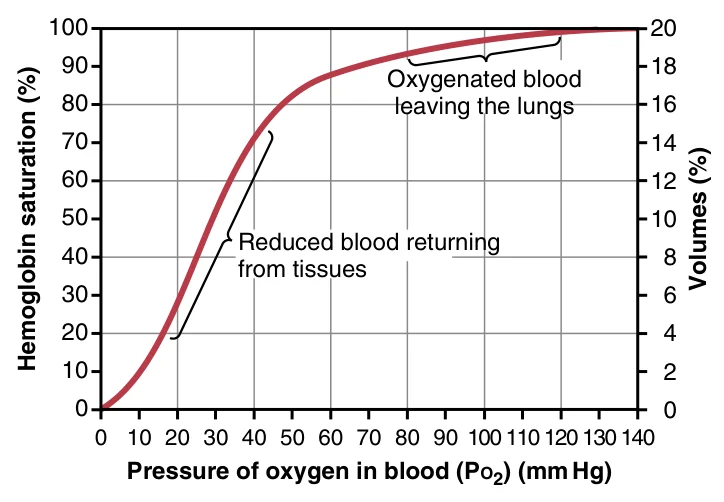 Hemoglobin saturation (%)
100
90
80
70
60
50
40
30
20
10
0
Oxygenated blood
leaving the lungs
Reduced blood returning
from tissues
20
18
16
14
12
10
8
6
4
2
0
Volumes (%)
0 10 20 30 40 50 60 70 80 90 100 110 120 130 140
Pressure of oxygen in blood (PO2) (mm Hg)